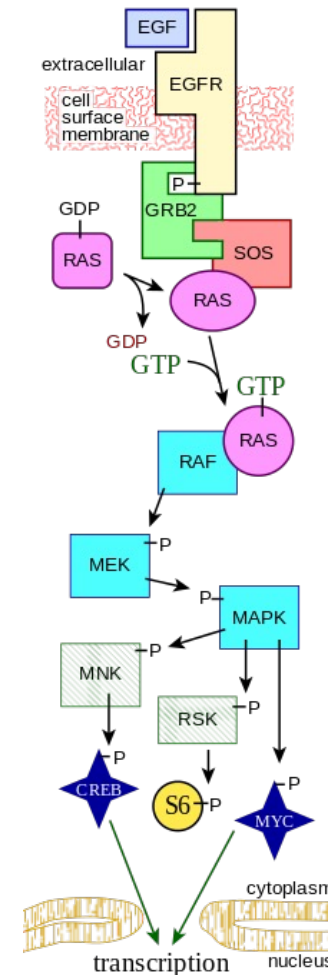 EGF
extracellular
EGFR
cell
surface
membrane
P
GRB2
GDP
SOS
RAS
RAS
GDP
GTP
GTP
RAS
RAF
P
MEK
P
MAPK
P
MNK
P
RSK
P
CREB
S6
P
P
MYC
cytoplasm
transcription
nucleus